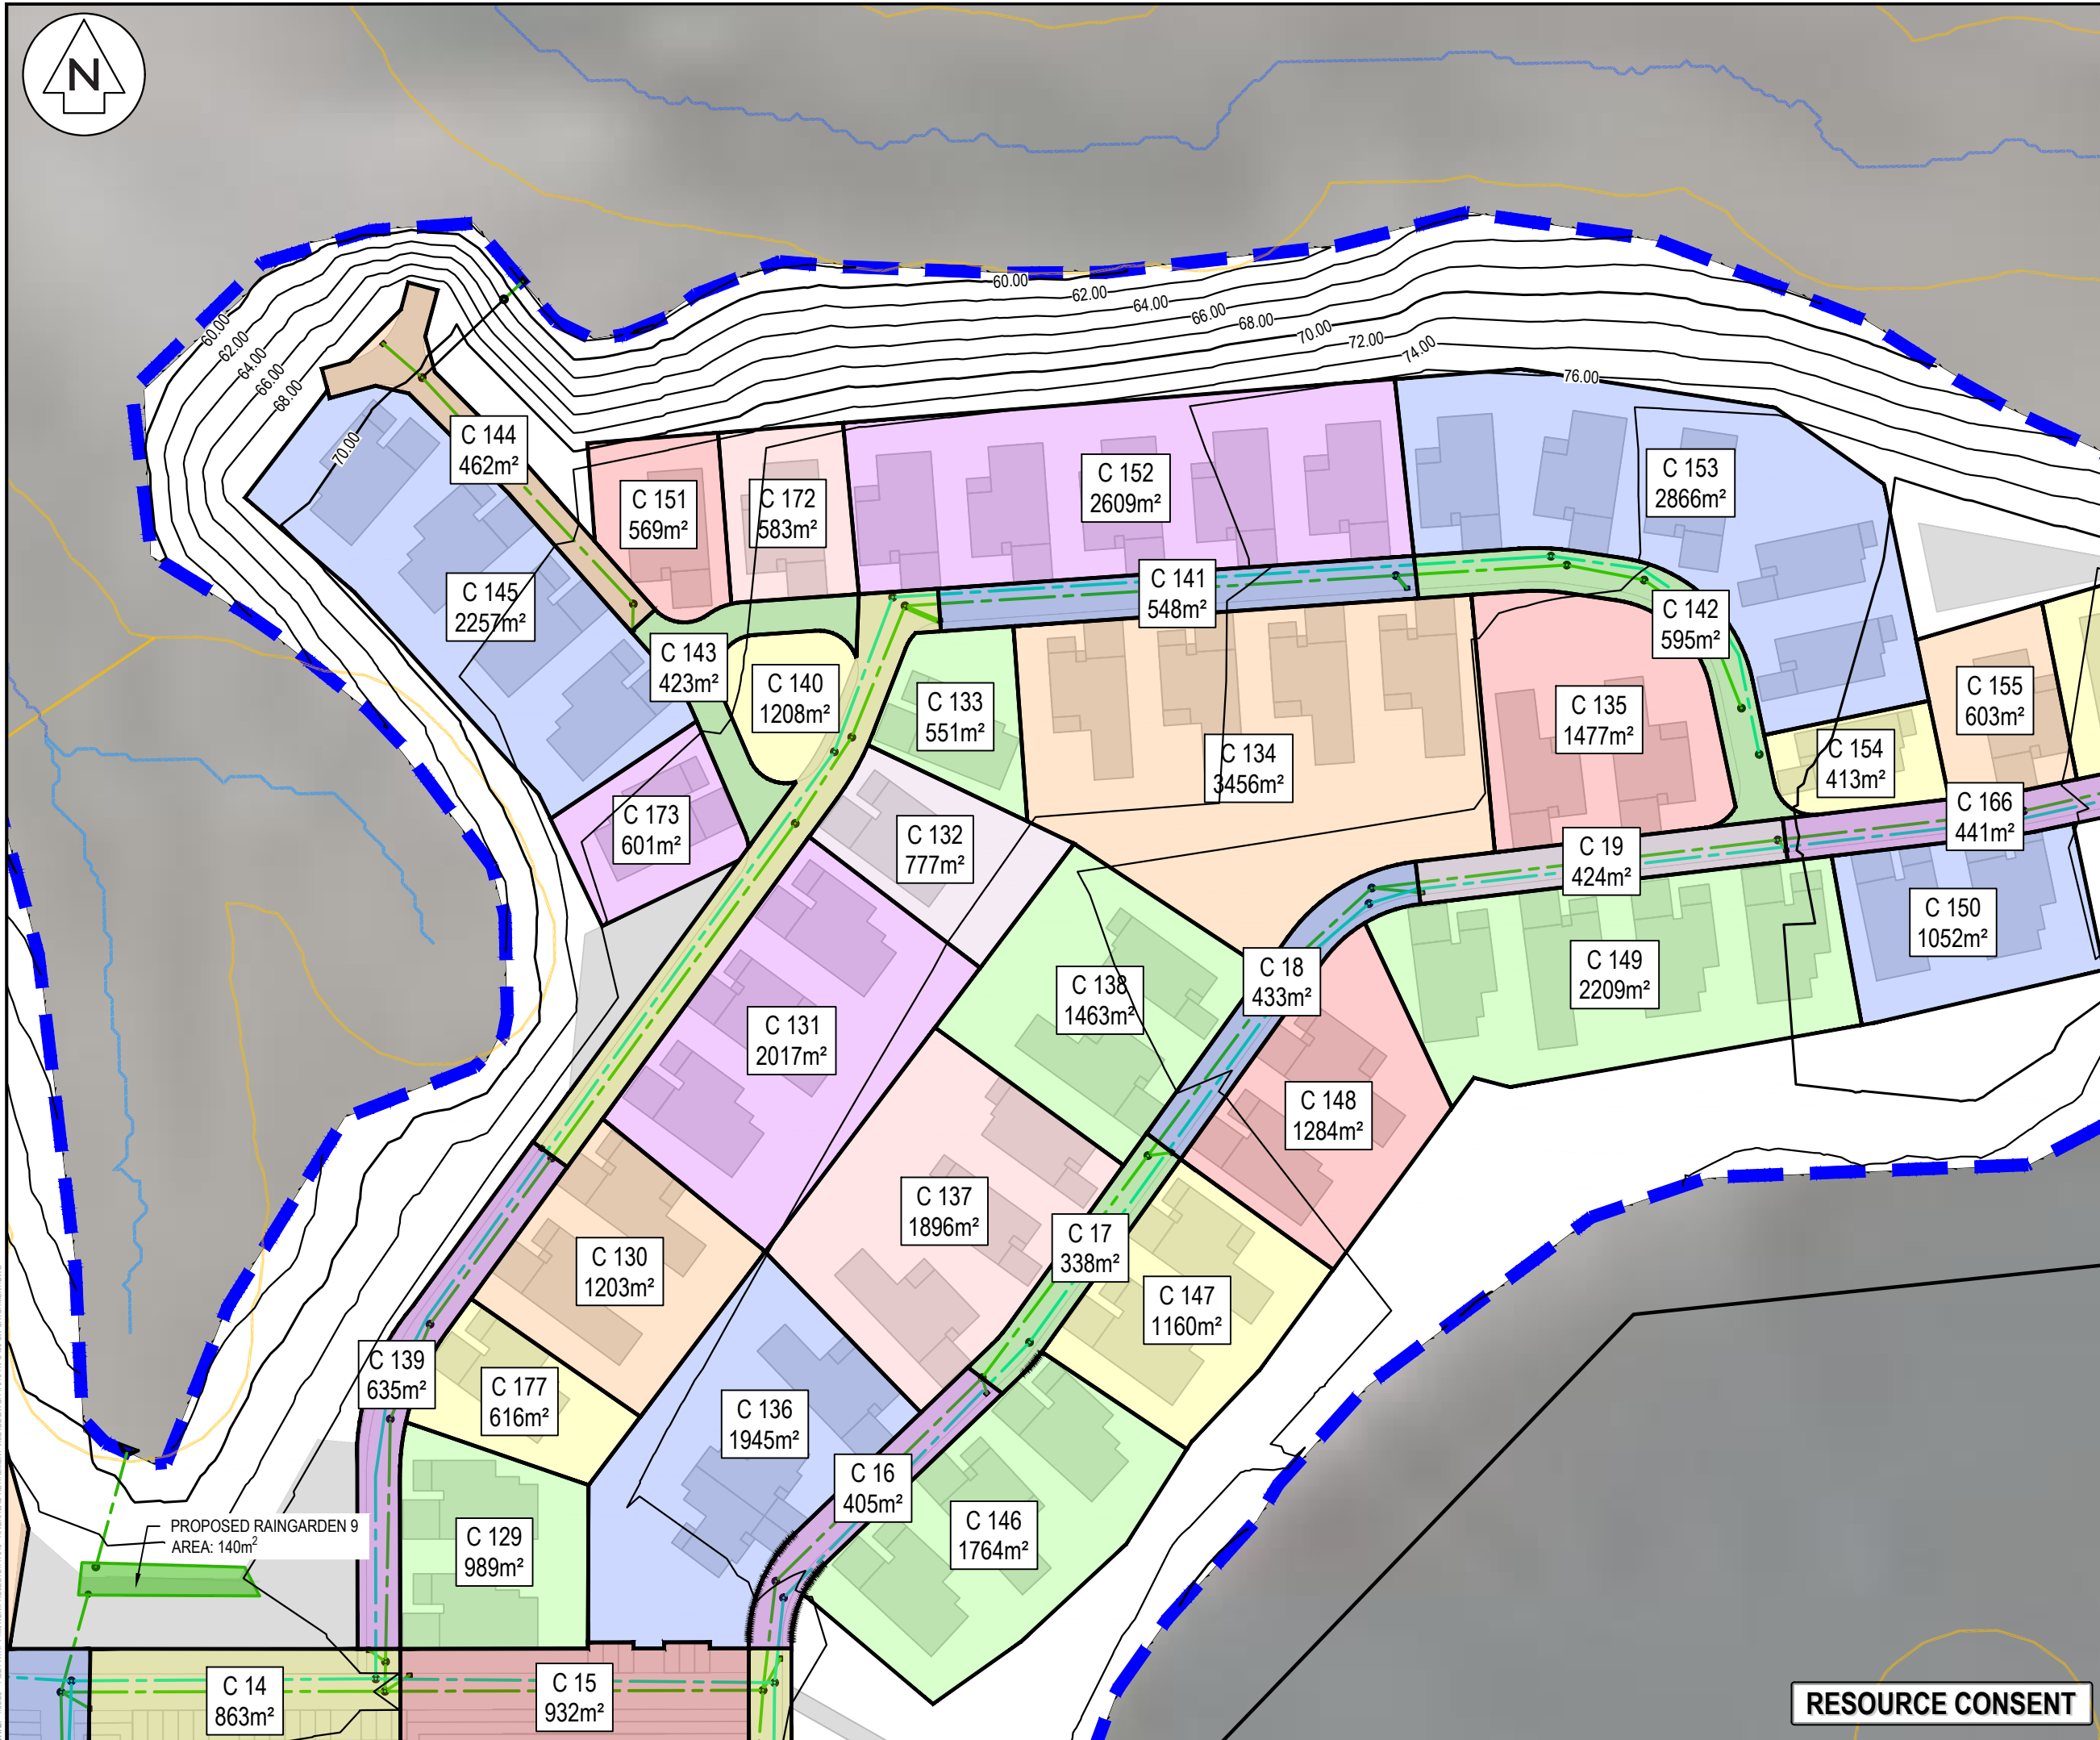 N
60.00
62.00
64.00
66.00
68.00
70.00
72.00
74.00
76.00
60.00
62.00
64.00
66.00
68.00
70.00
C 144
462m²
C 151
569m²
C 172
583m²
C 152
2609m²
C 153
2866m²
C 145
2257m²
C 141
548m²
C 142
595m²
C 143
423m²
C 140
1208m²
C 133
551m²
C 134
3456m²
C 135
1477m²
C 155
603m²
C 154
413m²
C 173
601m²
C 132
777m²
C 19
424m²
C 166
441m²
C 150
1052m²
C 131
2017m²
C 138
1463m²
C 18
433m²
C 149
2209m²
C 148
1284m²
C 137
1896m²
C 17
338m²
C 130
1203m²
C 147
1160m²
C 139
635m²
C 177
616m²
C 136
1945m²
C 16
405m²
C 146
1764m²
C 129
989m²
PROPOSED RAINGARDEN 9
AREA: 140m²
C 14
863m²
C 15
932m²
RESOURCE CONSENT